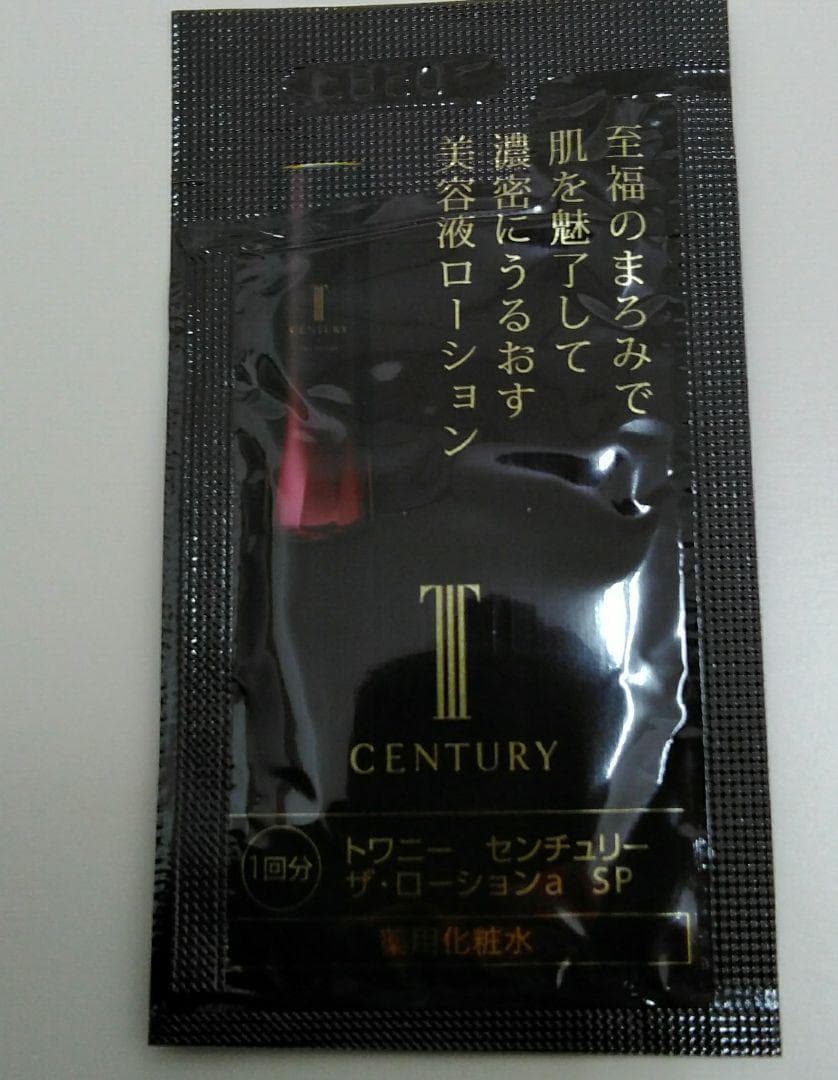 至福のまろみで
肌を魅了して
濃密にうるおす
美容液ローション
T
CENTURY
T
CENTURY
1回分
トワニー センチュリー
ザ・ローションa SP
薬用化粧水